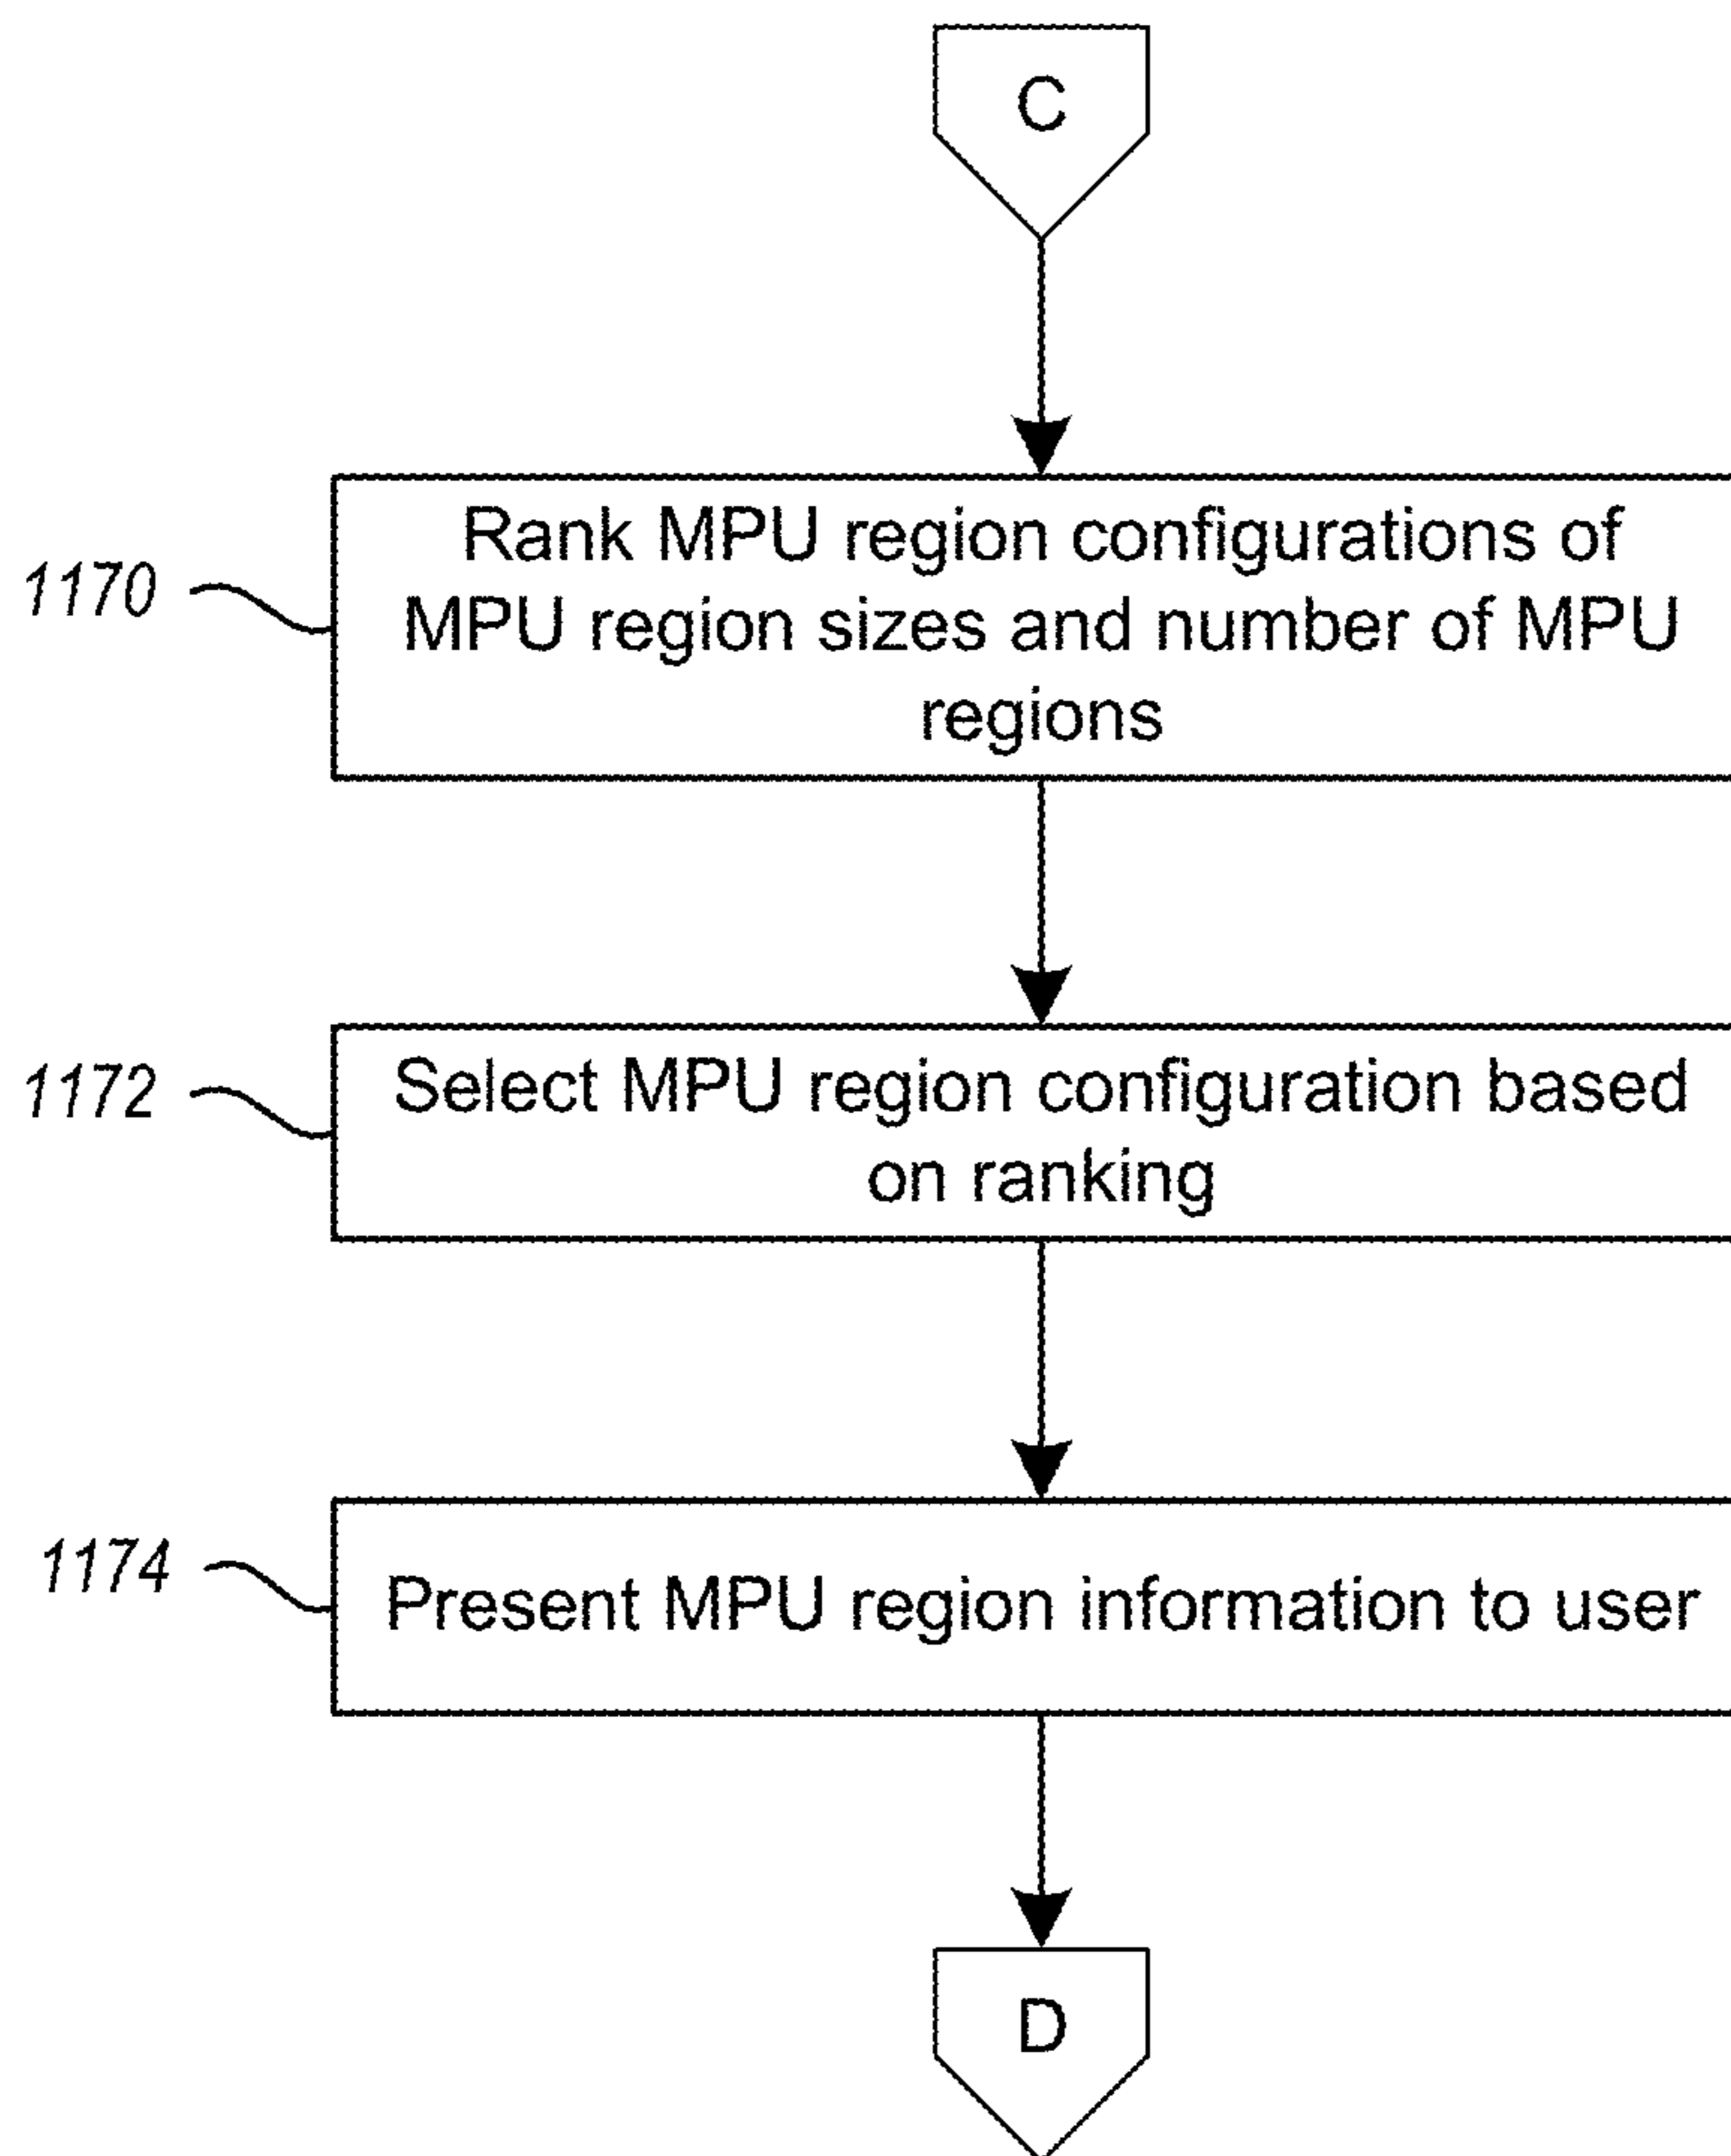 C
1170
Rank MPU region configurations of
MPU region sizes and number of MPU
regions
1172
Select MPU region configuration based
on ranking
1174
Present MPU region information to user
D